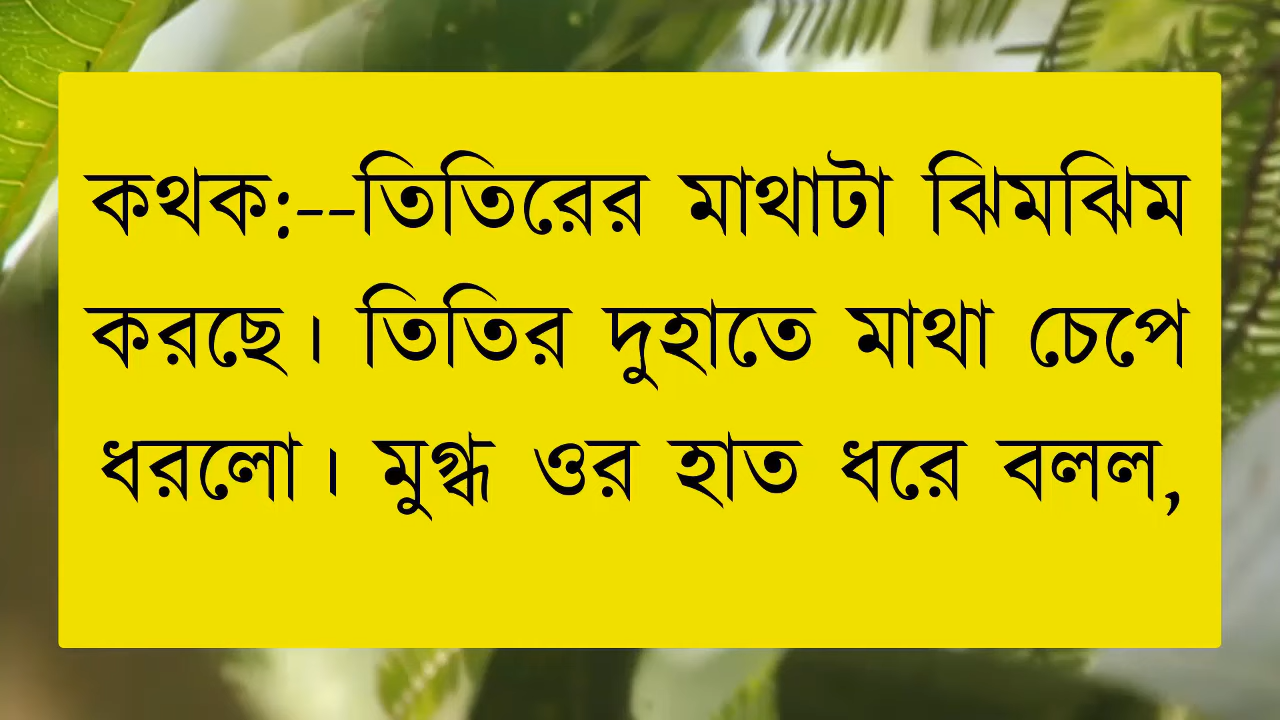 কথক:--তিতিরের মাথাটা ঝিমঝিম
করছে। তিতির দুহাতে মাথা চেপে
ধরলো। মুগ্ধ ওর হাত ধরে বলল,